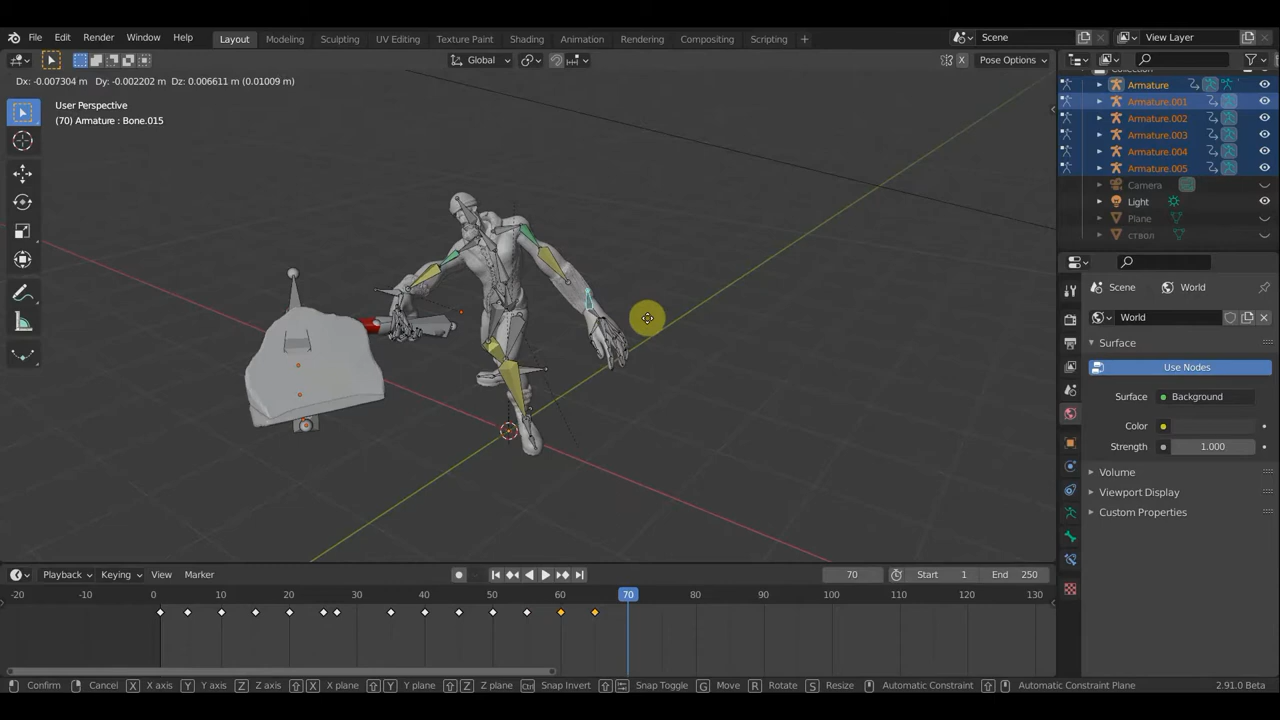 File Edit Render Window Help Layout Modeling Sculpting UV Editing Texture Paint Shading Animation Rendering Compositing Scripting + Scene View Layer
Global X Pose Options
Dx: -0.007304 m Dy: -0.002202 m Dz: 0.006611 m (0.01009 m)
User Perspective
(70) Armature : Bone.015
Collection
Armature
Armature.001
Armature.002
Armature.003
Armature.004
Armature.005
Camera
Light
Plane
ствол
Scene World
World
Surface
Use Nodes
Surface Background
Color
Strength 1.000
Volume
Viewport Display
Custom Properties
Playback Keying View Marker 70 Start 1 End 250
-20 -10 0 10 20 30 40 50 60 70 80 90 100 110 120 130
Confirm Cancel X X axis Y Y axis Z Z axis X X plane Y Y plane Z Z plane Ctrl Snap Invert Snap Toggle G Move R Rotate S Resize Automatic Constraint Automatic Constraint Plane 2.91.0 Beta